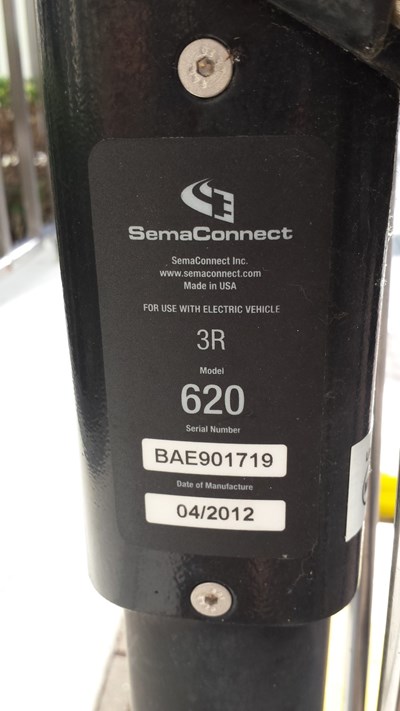 SemaConnect
SemaConnect Inc.
www.semaconnect.com
Made in USA
FOR USE WITH ELECTRIC VEHICLE
3R
Model
620
Serial Number
BAE901719
Date of Manufacture
04/2012